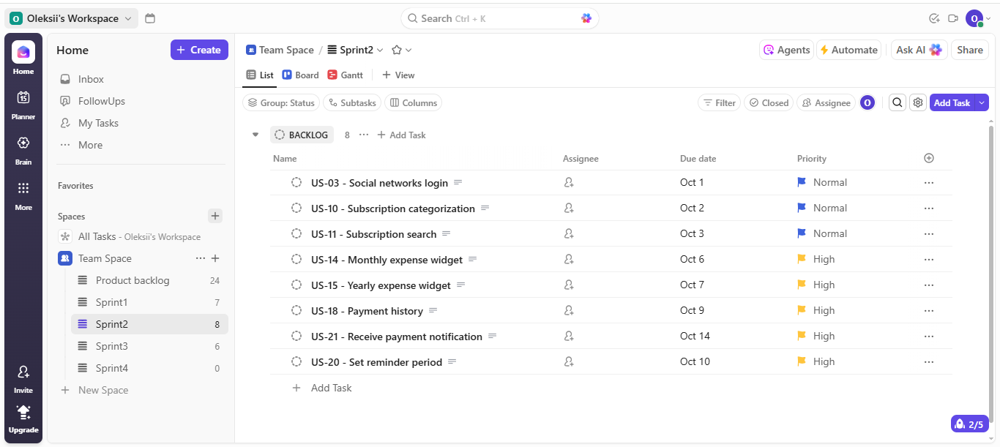 O Oleksii's Workspace
Search Ctrl + K
O
Home
15
Planner
Brain
More
Invite
Upgrade
Home
+ Create
Inbox
FollowUps
My Tasks
More
Favorites
Spaces
All Tasks - Oleksii's Workspace
Team Space
Product backlog 24
Sprint1 7
Sprint2 8
Sprint3 6
Sprint4 0
+ New Space
Team Space / Sprint2
Agents Automate Ask AI Share
List Board Gantt + View
Group: Status Subtasks Columns
Filter Closed Assignee O Add Task
BACKLOG 8 ... + Add Task
Name Assignee Due date Priority
US-03 - Social networks login Oct 1 Normal
US-10 - Subscription categorization Oct 2 Normal
US-11 - Subscription search Oct 3 Normal
US-14 - Monthly expense widget Oct 6 High
US-15 - Yearly expense widget Oct 7 High
US-18 - Payment history Oct 9 High
US-21 - Receive payment notification Oct 14 High
US-20 - Set reminder period Oct 10 High
+ Add Task
2/5